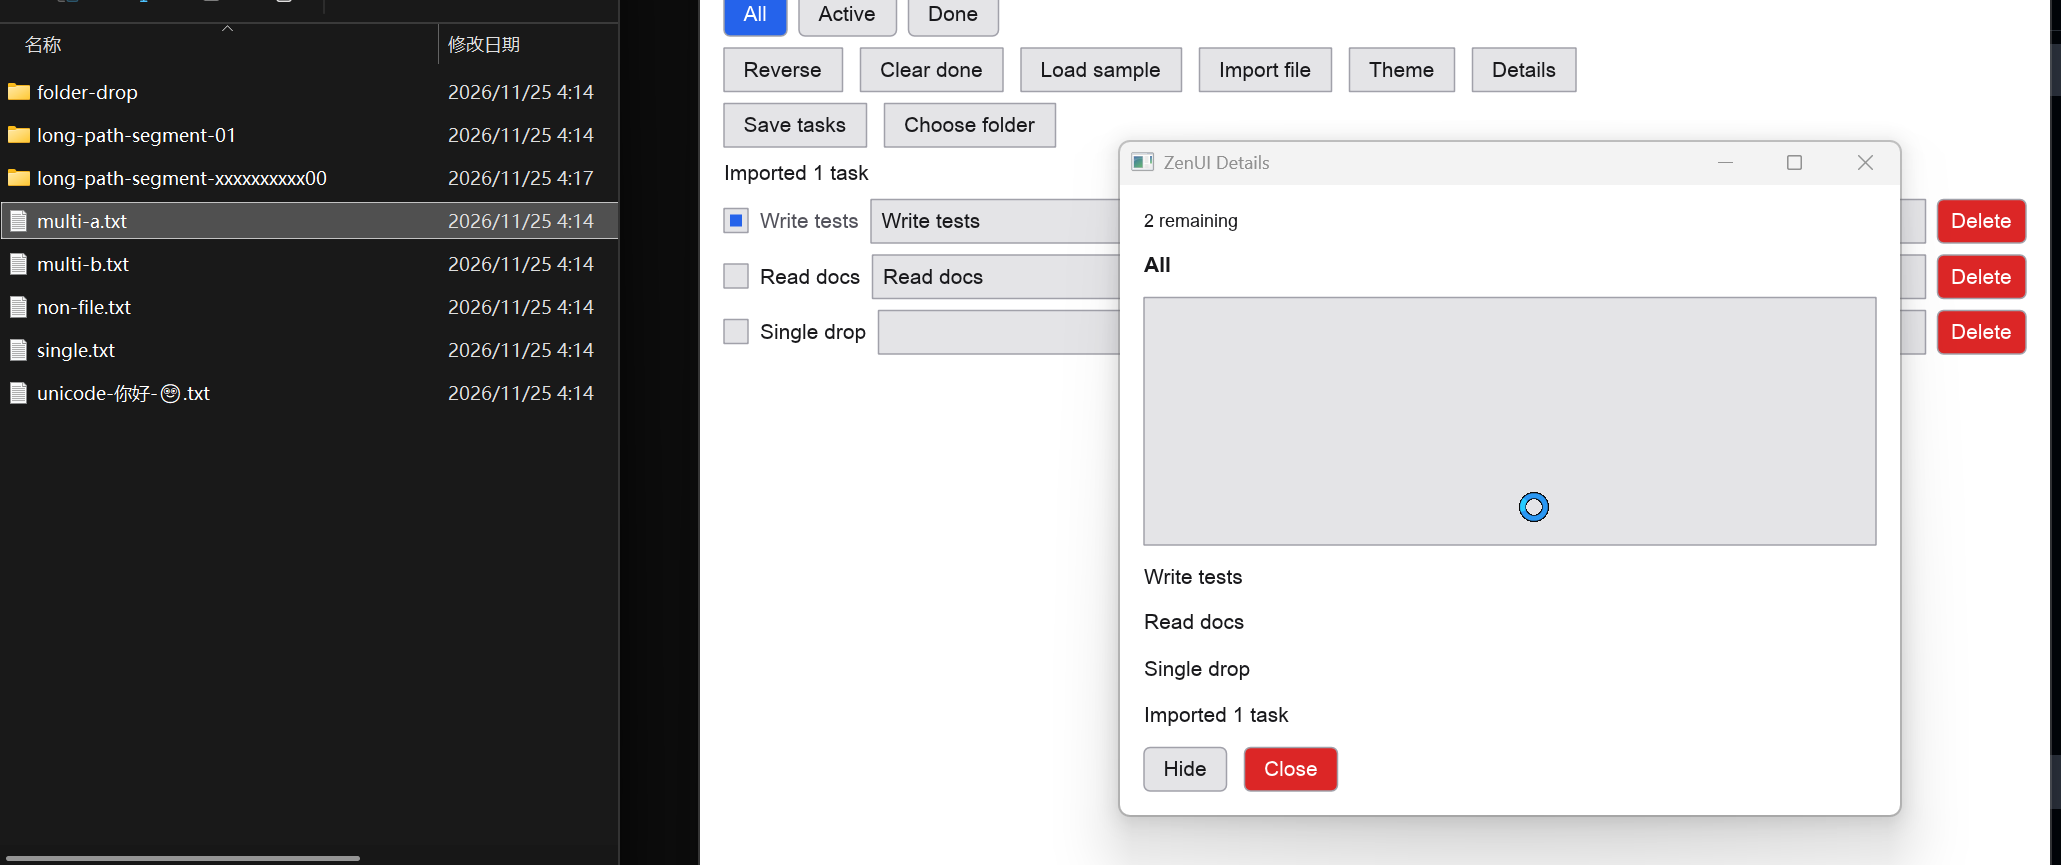 名称 修改日期
folder-drop 2026/11/25 4:14
long-path-segment-01 2026/11/25 4:14
long-path-segment-xxxxxxxxxx00 2026/11/25 4:17
multi-a.txt 2026/11/25 4:14
multi-b.txt 2026/11/25 4:14
non-file.txt 2026/11/25 4:14
single.txt 2026/11/25 4:14
unicode-你好-🤓.txt 2026/11/25 4:14
All Active Done
Reverse Clear done Load sample Import file Theme Details
Save tasks Choose folder
Imported 1 task
Write tests Write tests Delete
Read docs Read docs Delete
Single drop Delete
ZenUI Details
2 remaining
All
Write tests
Read docs
Single drop
Imported 1 task
Hide Close